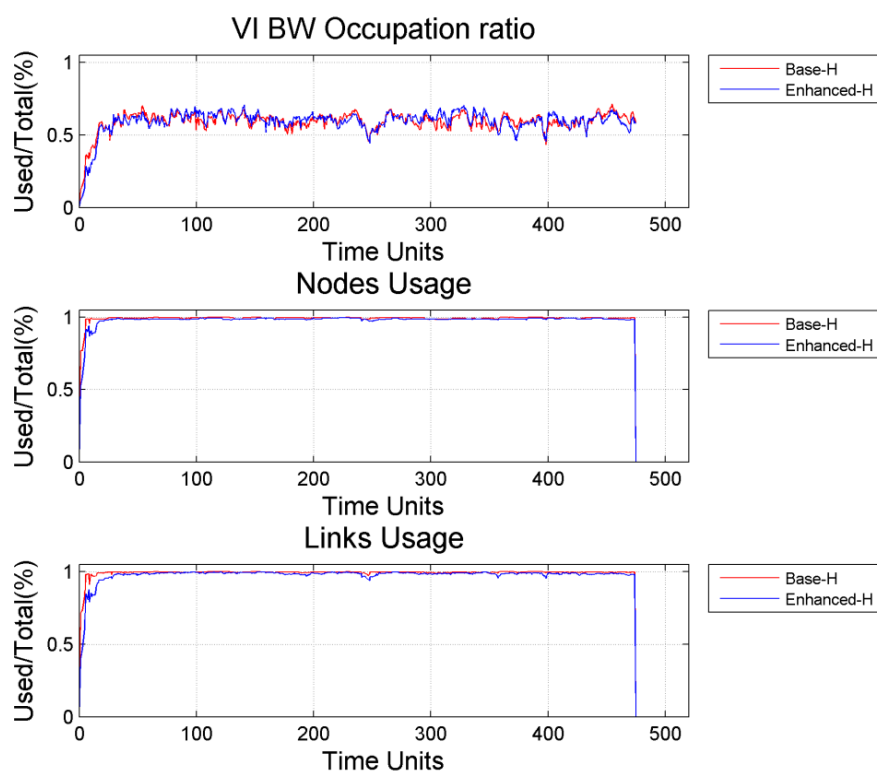 VI BW Occupation ratio
Used/Total(%)
1
0.5
0
0 100 200 300 400 500
Time Units
Base-H
Enhanced-H
Nodes Usage
Used/Total(%)
1
0.5
0
0 100 200 300 400 500
Time Units
Base-H
Enhanced-H
Links Usage
Used/Total(%)
1
0.5
0
0 100 200 300 400 500
Time Units
Base-H
Enhanced-H